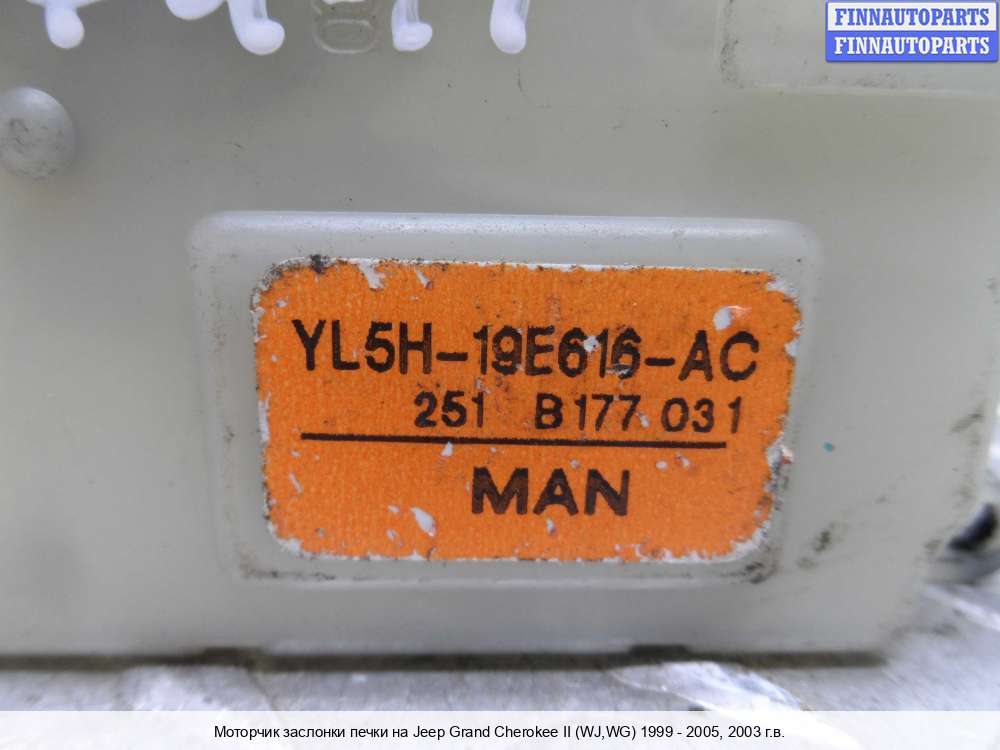 FINNAUTOPARTS
FINNAUTOPARTS
YL5H-19E616-AC
251 B177 031
MAN
Моторчик заслонки печки на Jeep Grand Cherokee II (WJ,WG) 1999 - 2005, 2003 г.в.